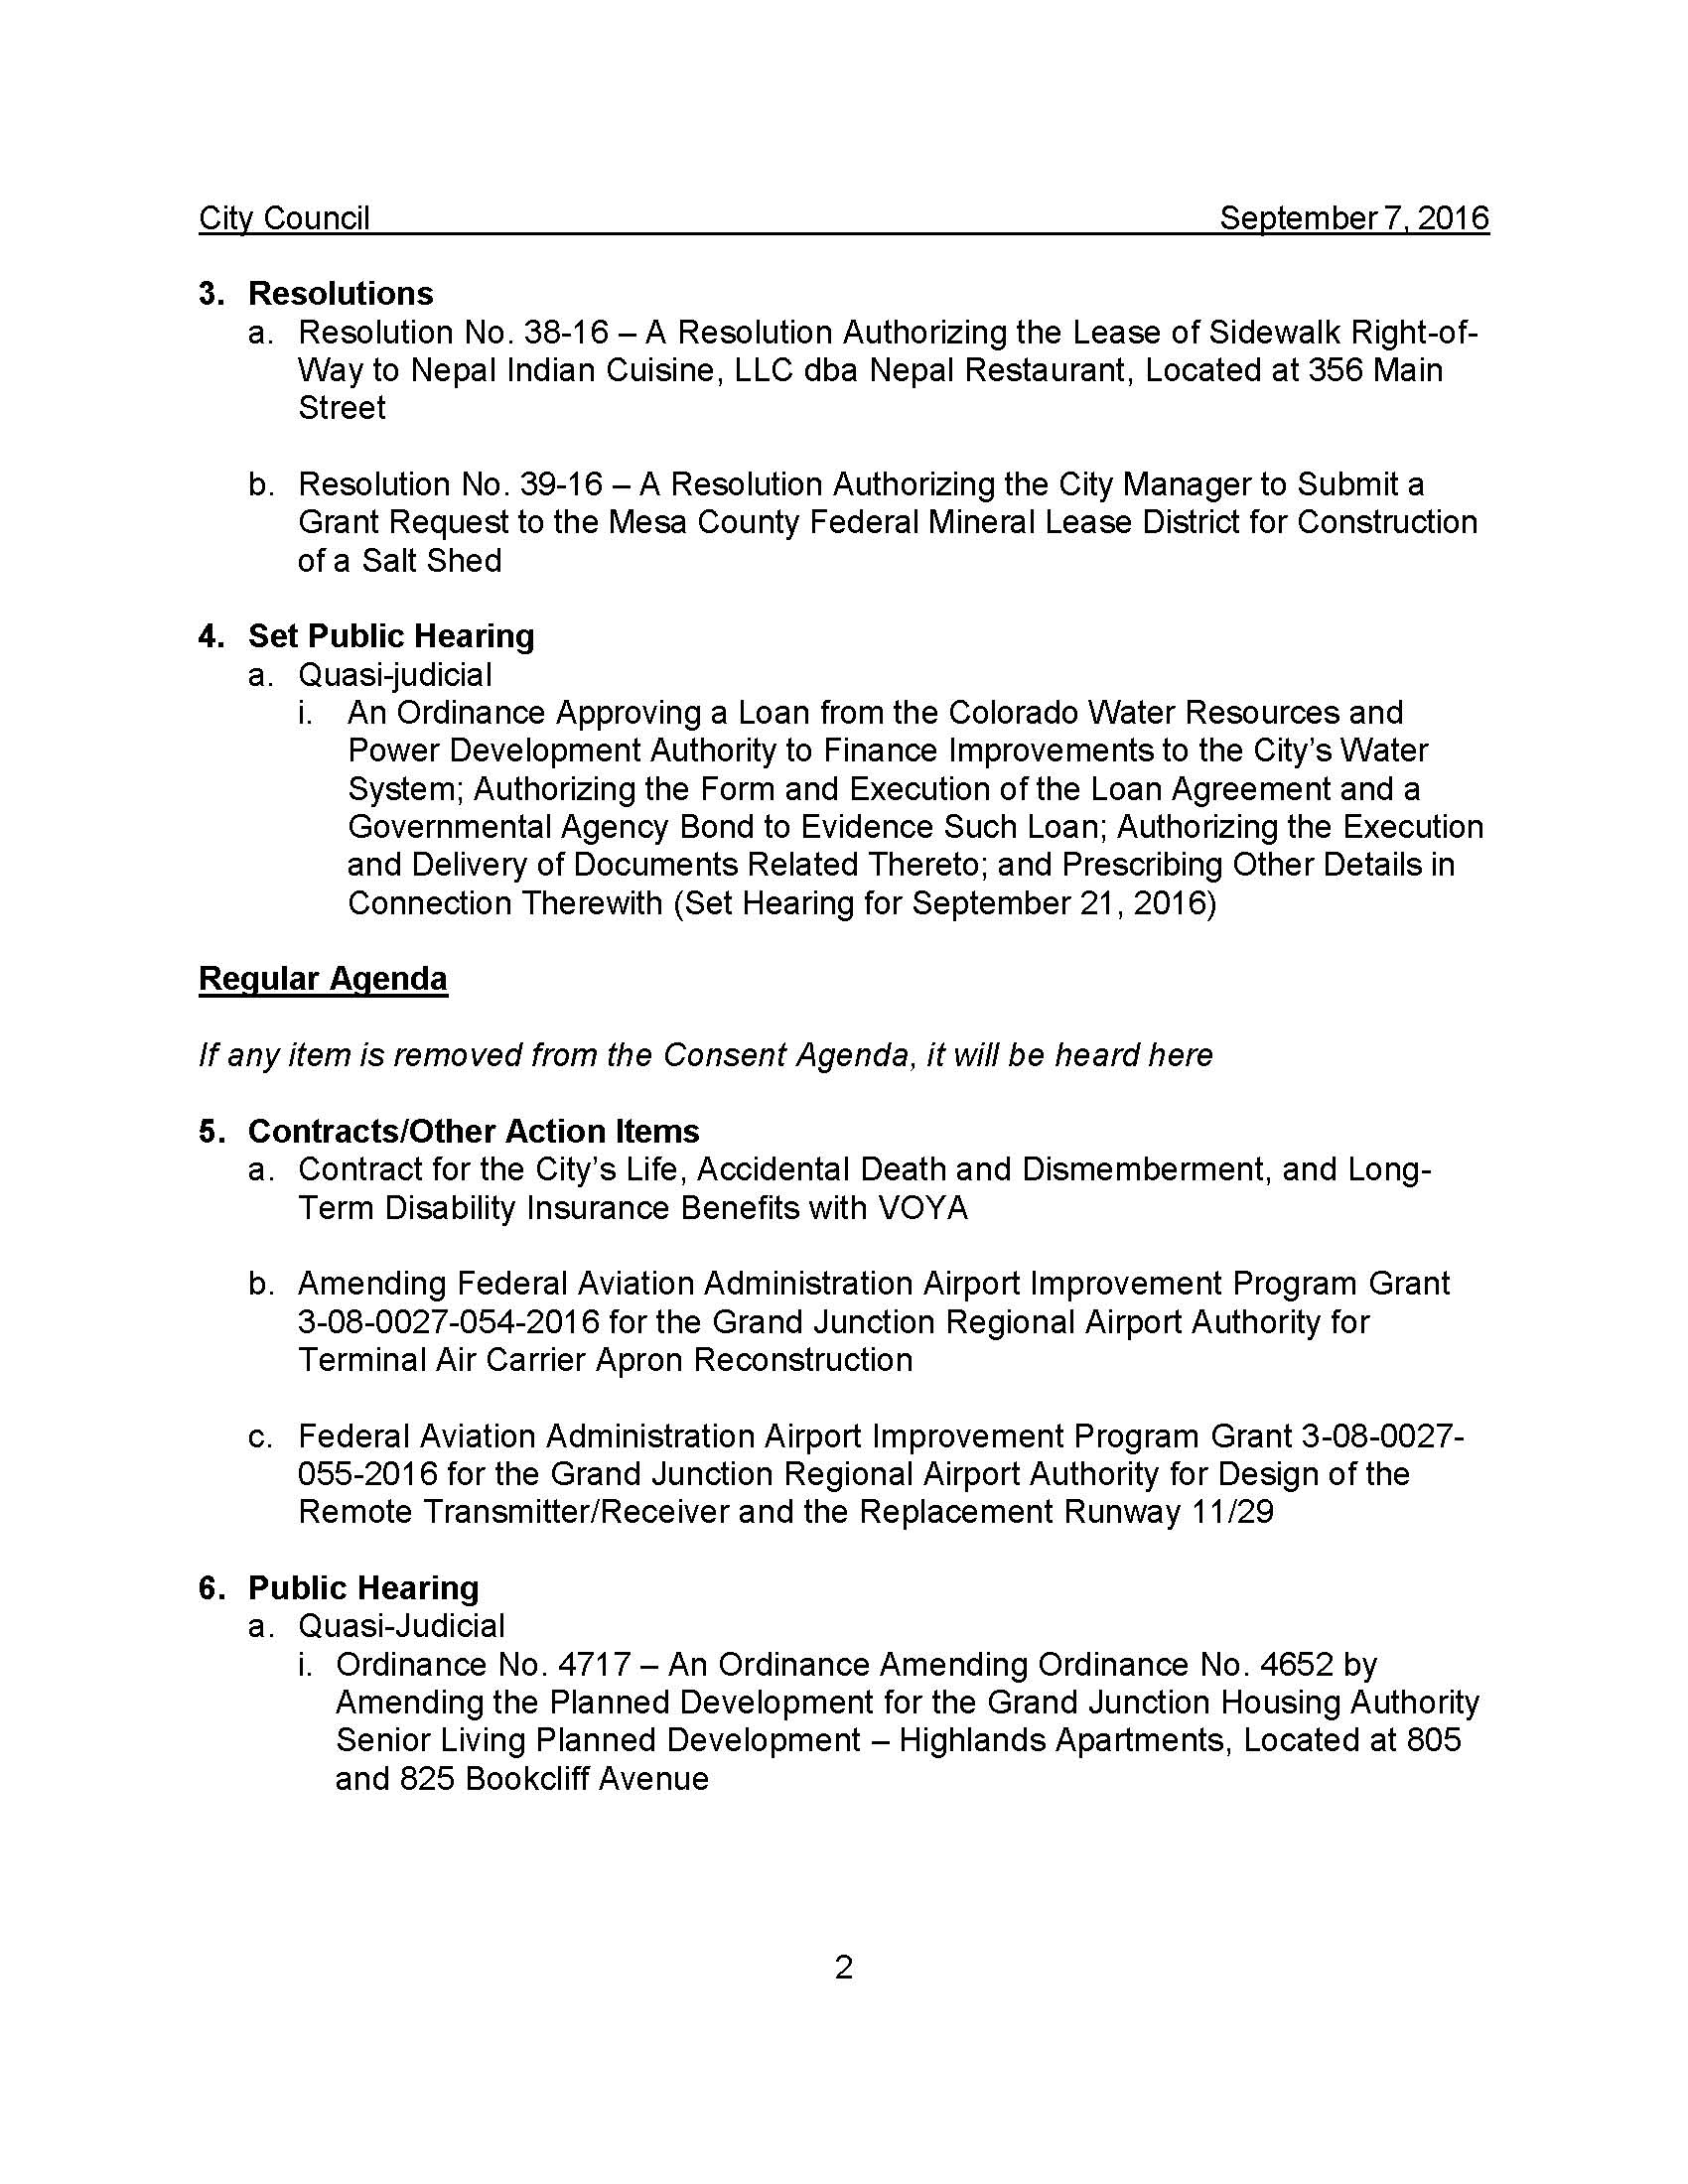 City Council September 7, 2016
3. Resolutions
a. Resolution No. 38-16 – A Resolution Authorizing the Lease of Sidewalk Right-of-
Way to Nepal Indian Cuisine, LLC dba Nepal Restaurant, Located at 356 Main
Street
b. Resolution No. 39-16 – A Resolution Authorizing the City Manager to Submit a
Grant Request to the Mesa County Federal Mineral Lease District for Construction
of a Salt Shed
4. Set Public Hearing
a. Quasi-judicial
i. An Ordinance Approving a Loan from the Colorado Water Resources and
Power Development Authority to Finance Improvements to the City’s Water
System; Authorizing the Form and Execution of the Loan Agreement and a
Governmental Agency Bond to Evidence Such Loan; Authorizing the Execution
and Delivery of Documents Related Thereto; and Prescribing Other Details in
Connection Therewith (Set Hearing for September 21, 2016)
Regular Agenda
If any item is removed from the Consent Agenda, it will be heard here
5. Contracts/Other Action Items
a. Contract for the City’s Life, Accidental Death and Dismemberment, and Long-
Term Disability Insurance Benefits with VOYA
b. Amending Federal Aviation Administration Airport Improvement Program Grant
3-08-0027-054-2016 for the Grand Junction Regional Airport Authority for
Terminal Air Carrier Apron Reconstruction
c. Federal Aviation Administration Airport Improvement Program Grant 3-08-0027-
055-2016 for the Grand Junction Regional Airport Authority for Design of the
Remote Transmitter/Receiver and the Replacement Runway 11/29
6. Public Hearing
a. Quasi-Judicial
i. Ordinance No. 4717 – An Ordinance Amending Ordinance No. 4652 by
Amending the Planned Development for the Grand Junction Housing Authority
Senior Living Planned Development – Highlands Apartments, Located at 805
and 825 Bookcliff Avenue
2